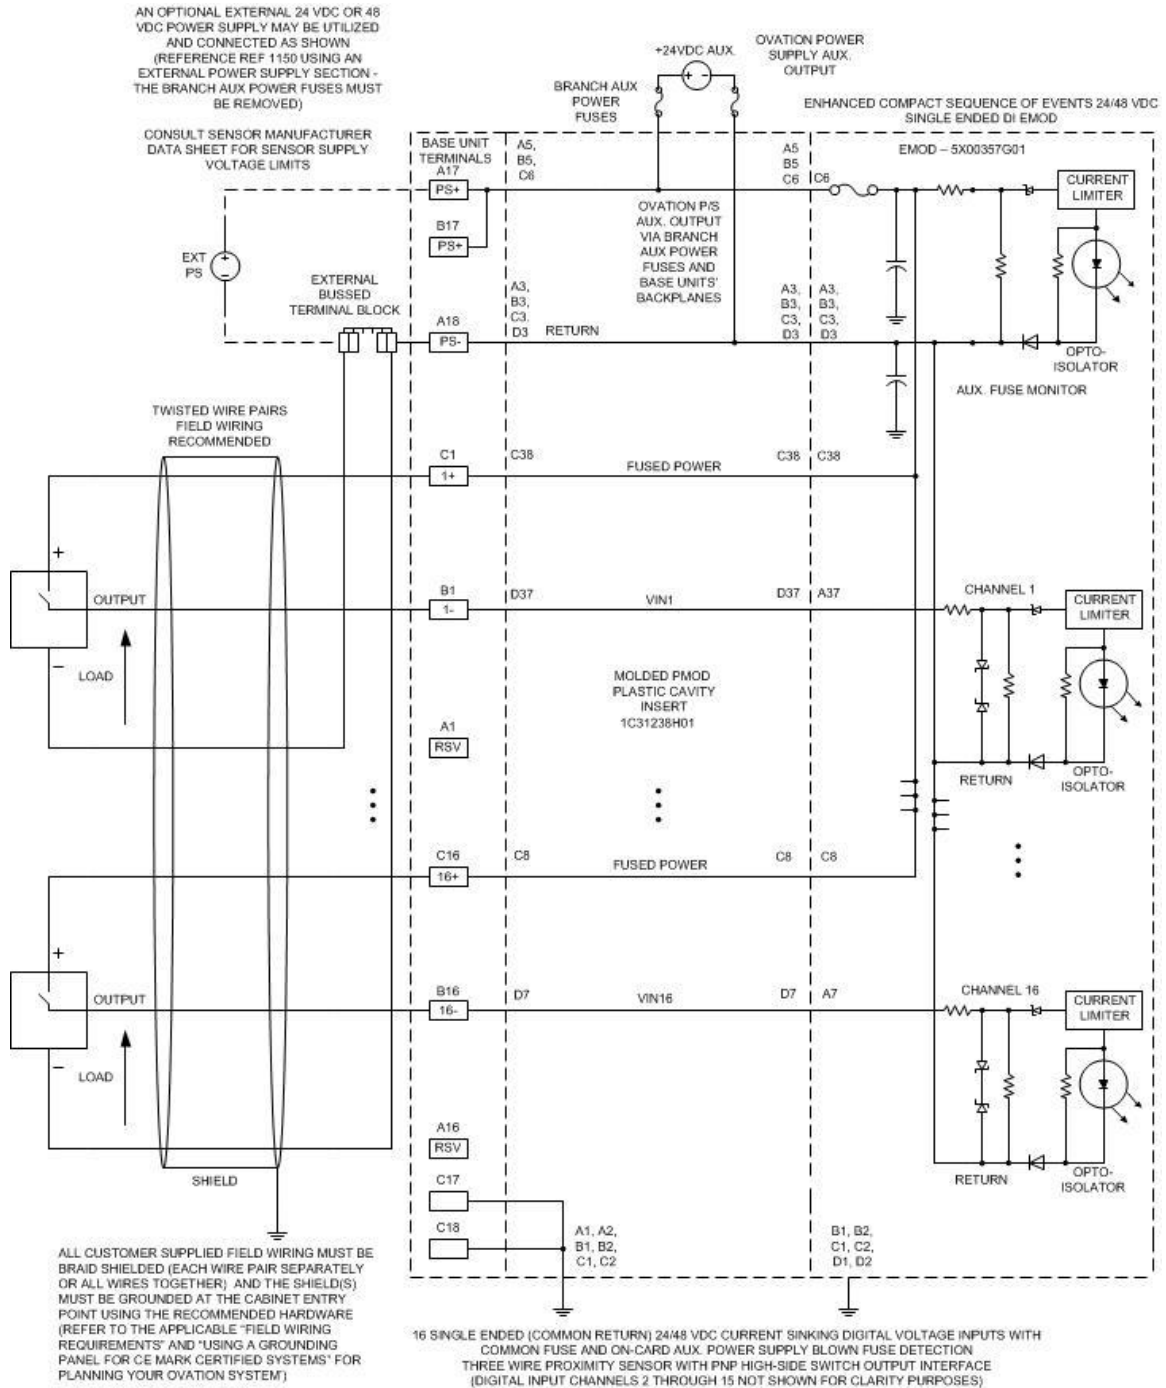 AN OPTIONAL EXTERNAL 24 VDC OR 48
VDC POWER SUPPLY MAY BE UTILIZED
AND CONNECTED AS SHOWN
(REFERENCE REF 1150 USING AN
EXTERNAL POWER SUPPLY SECTION -
THE BRANCH AUX POWER FUSES MUST
BE REMOVED)
CONSULT SENSOR MANUFACTURER
DATA SHEET FOR SENSOR SUPPLY
VOLTAGE LIMITS
+24VDC AUX.
OVATION POWER
SUPPLY AUX.
OUTPUT
BRANCH AUX
POWER
FUSES
ENHANCED COMPACT SEQUENCE OF EVENTS 24/48 VDC
SINGLE ENDED DI EMOD
BASE UNIT
TERMINALS
A17
PS+
A5,
B5,
C6
A5
B5
C6
C6
EMOD – 5X00357G01
CURRENT
LIMITER
B17
PS+
OVATION P/S
AUX. OUTPUT
VIA BRANCH
AUX POWER
FUSES AND
BASE UNITS'
BACKPLANES
EXT
PS
+
−
EXTERNAL
BUSSED
TERMINAL BLOCK
A18
PS-
A3,
B3,
C3.
D3
RETURN
A3,
B3,
C3,
D3
A3,
B3,
C3,
D3
OPTO-
ISOLATOR
AUX. FUSE MONITOR
TWISTED WIRE PAIRS
FIELD WIRING
RECOMMENDED
C1
1+
C38
FUSED POWER
C38
C38
+
OUTPUT
−
LOAD
B1
1-
D37
VIN1
D37
A37
CHANNEL 1
CURRENT
LIMITER
MOLDED PMOD
PLASTIC CAVITY
INSERT
1C31238H01
A1
RSV
RETURN
OPTO-
ISOLATOR
C16
16+
C8
FUSED POWER
C8
C8
+
OUTPUT
−
LOAD
B16
16-
D7
VIN16
D7
A7
CHANNEL 16
CURRENT
LIMITER
A16
RSV
RETURN
OPTO-
ISOLATOR
SHIELD
C17
C18
A1, A2,
B1, B2,
C1, C2
B1, B2,
C1, C2,
D1, D2
ALL CUSTOMER SUPPLIED FIELD WIRING MUST BE
BRAID SHIELDED (EACH WIRE PAIR SEPARATELY
OR ALL WIRES TOGETHER) AND THE SHIELD(S)
MUST BE GROUNDED AT THE CABINET ENTRY
POINT USING THE RECOMMENDED HARDWARE
(REFER TO THE APPLICABLE "FIELD WIRING
REQUIREMENTS" AND "USING A GROUNDING
PANEL FOR CE MARK CERTIFIED SYSTEMS" FOR
PLANNING YOUR OVATION SYSTEM")
16 SINGLE ENDED (COMMON RETURN) 24/48 VDC CURRENT SINKING DIGITAL VOLTAGE INPUTS WITH
COMMON FUSE AND ON-CARD AUX. POWER SUPPLY BLOWN FUSE DETECTION
THREE WIRE PROXIMITY SENSOR WITH PNP HIGH-SIDE SWITCH OUTPUT INTERFACE
(DIGITAL INPUT CHANNELS 2 THROUGH 15 NOT SHOWN FOR CLARITY PURPOSES)